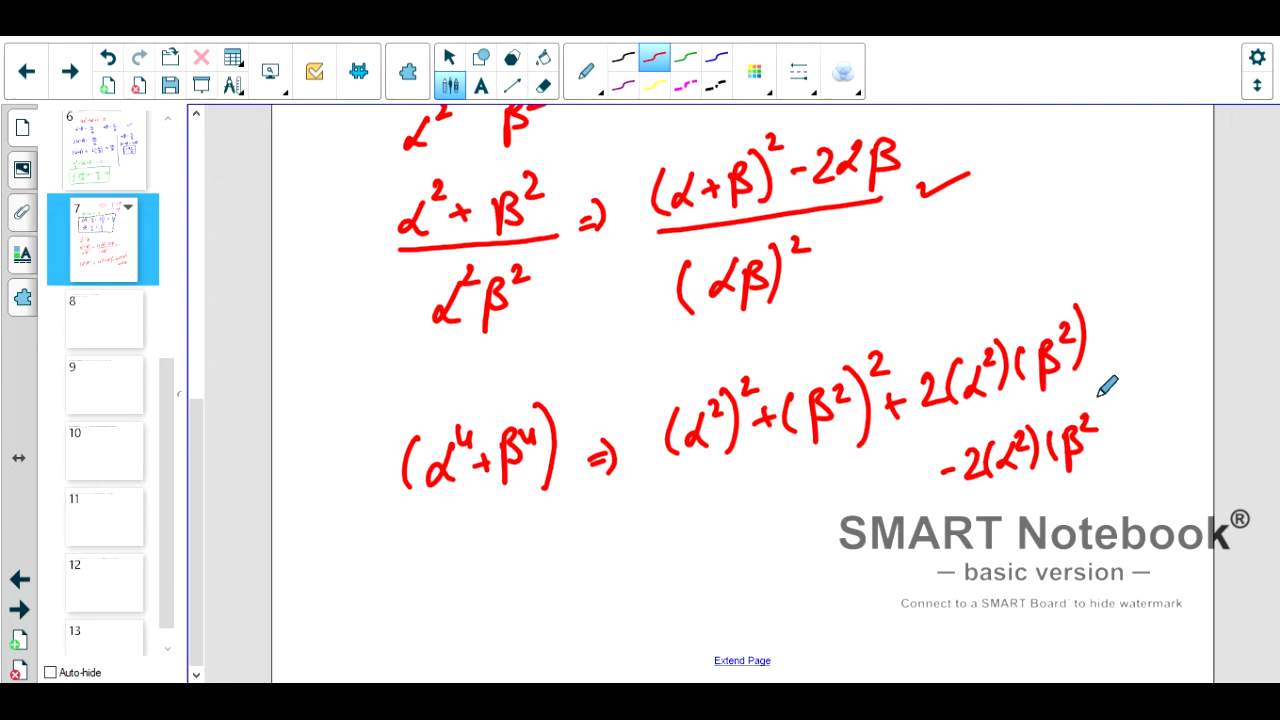 6
7
8
9
10
11
12
13
Auto-hide
α² β²
α² + β² / α²β² ⇒ (α+β)² - 2αβ / (αβ)² ✓
(α⁴+β⁴) ⇒ (α²)² + (β²)² + 2(α²)(β²)
- 2(α²)(β²
SMART Notebook®
— basic version —
Connect to a SMART Board™ to hide watermark
Extend Page